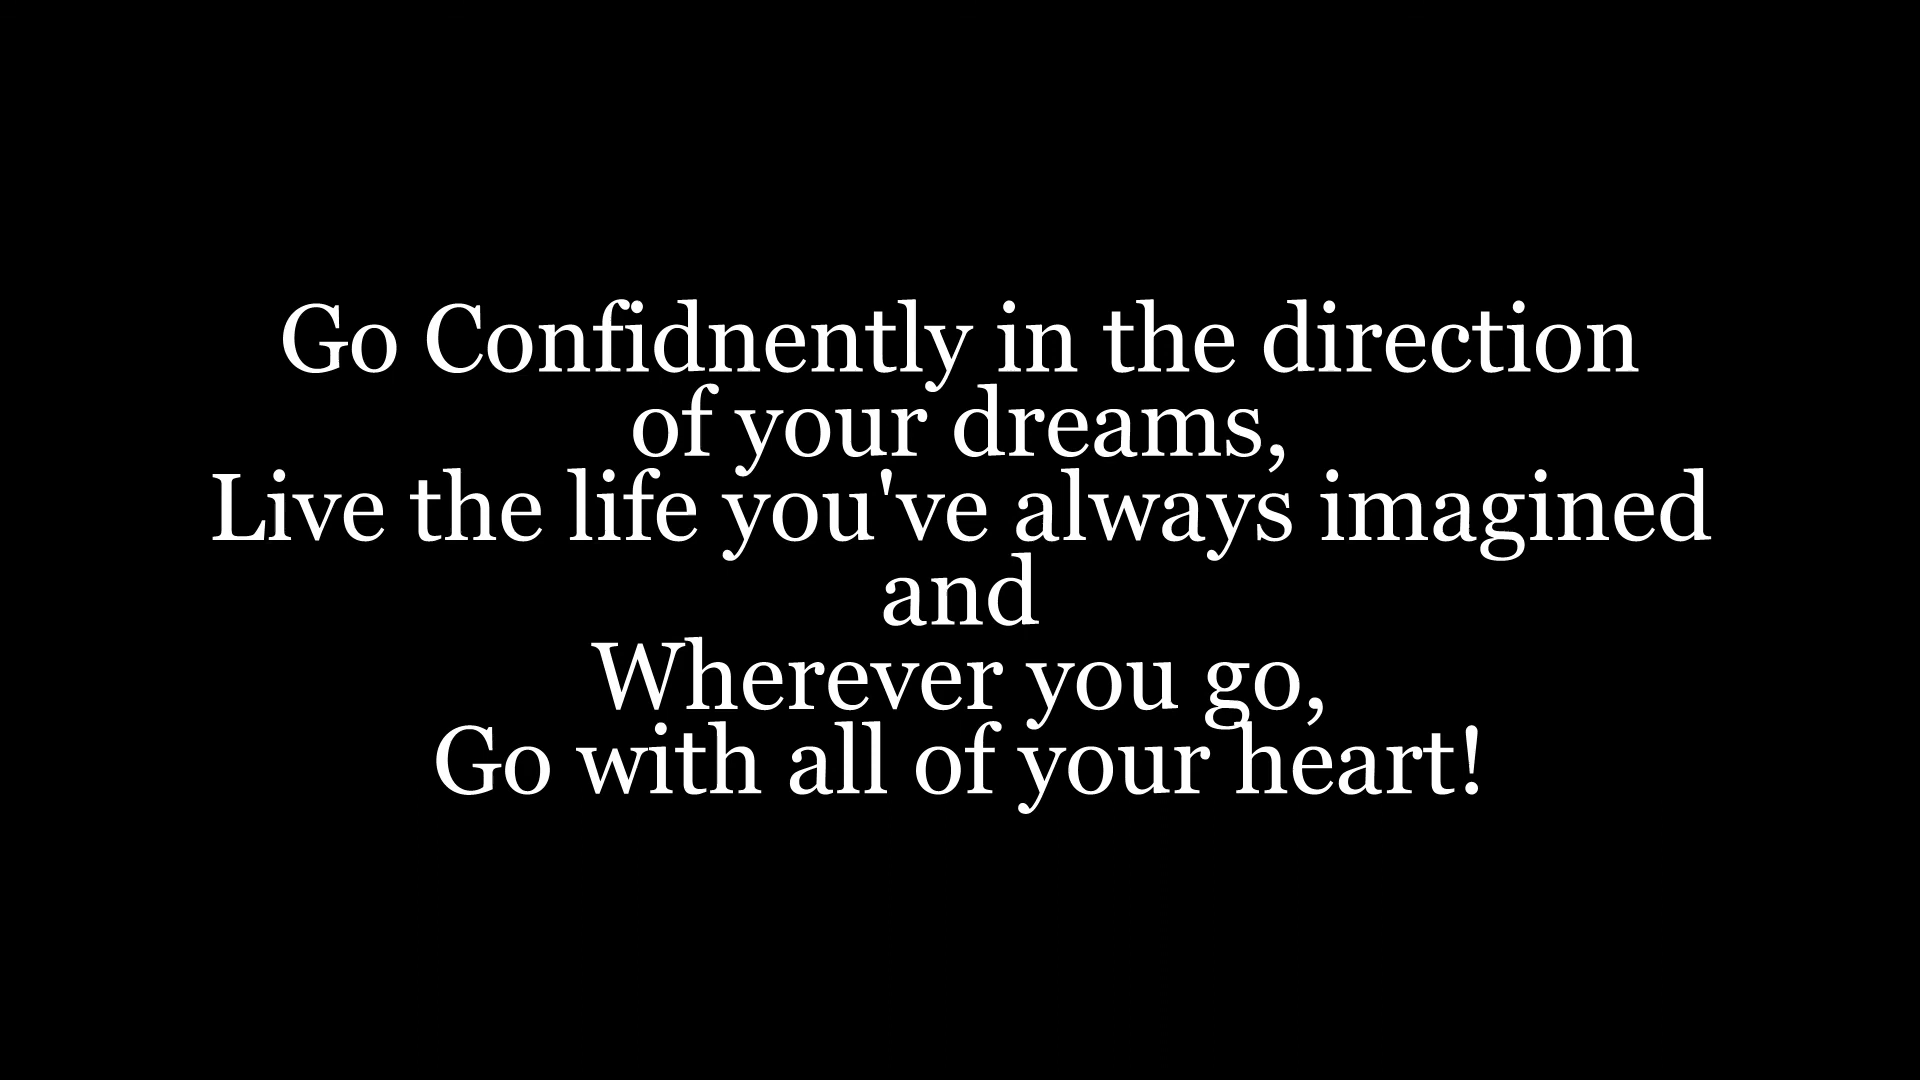 Go Confidnently in the direction
of your dreams,
Live the life you've always imagined
and
Wherever you go,
Go with all of your heart!